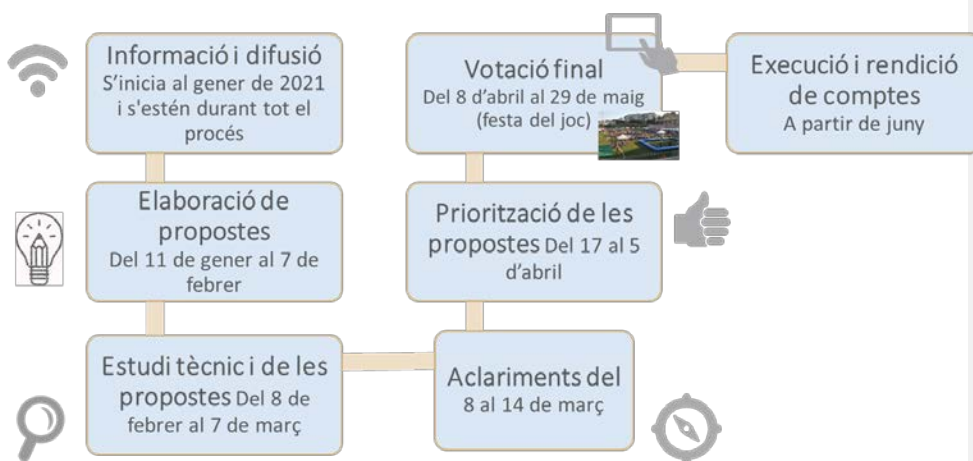 Informació i difusió
S'inicia al gener de 2021
i s'estén durant tot el
procés
Elaboració de
propostes
Del 11 de gener al 7 de
febrer
Estudi tècnic i de les
propostes Del 8 de
febrer al 7 de març
Aclariments del
8 al 14 de març
Priorització de les
propostes Del 17 al 5
d'abril
Votació final
Del 8 d'abril al 29 de maig
(festa del joc)
Execució i rendició
de comptes
A partir de juny